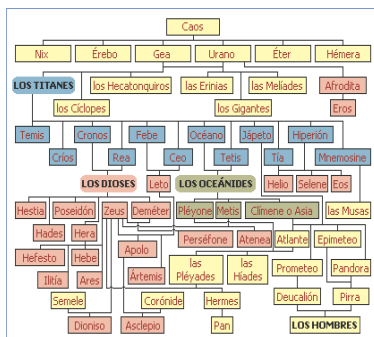 Caos
Nix Érebo Gea Urano Éter Hémera
LOS TITANES los Hecatonquiros las Erinias las Melíades Afrodita
los Cíclopes los Gigantes Eros
Temis Cronos Febe Océano Jápeto Hiperión
Críos Rea Ceo Tetis Tía Mnemosine
LOS DIOSES Leto LOS OCEÁNIDES Helio Selene Eos las Musas
Hestia Poseidón Zeus Deméter Pléyone Metis Clímene o Asia
Hades Hera Perséfone Atenea Atlante Epimeteo
Hefesto Hebe Apolo las Pléyades las Híades Prometeo Pandora
Ilitía Ares Ártemis Deucalión Pirra
Semele Corónide Hermes
Dioniso Asclepio Pan LOS HOMBRES